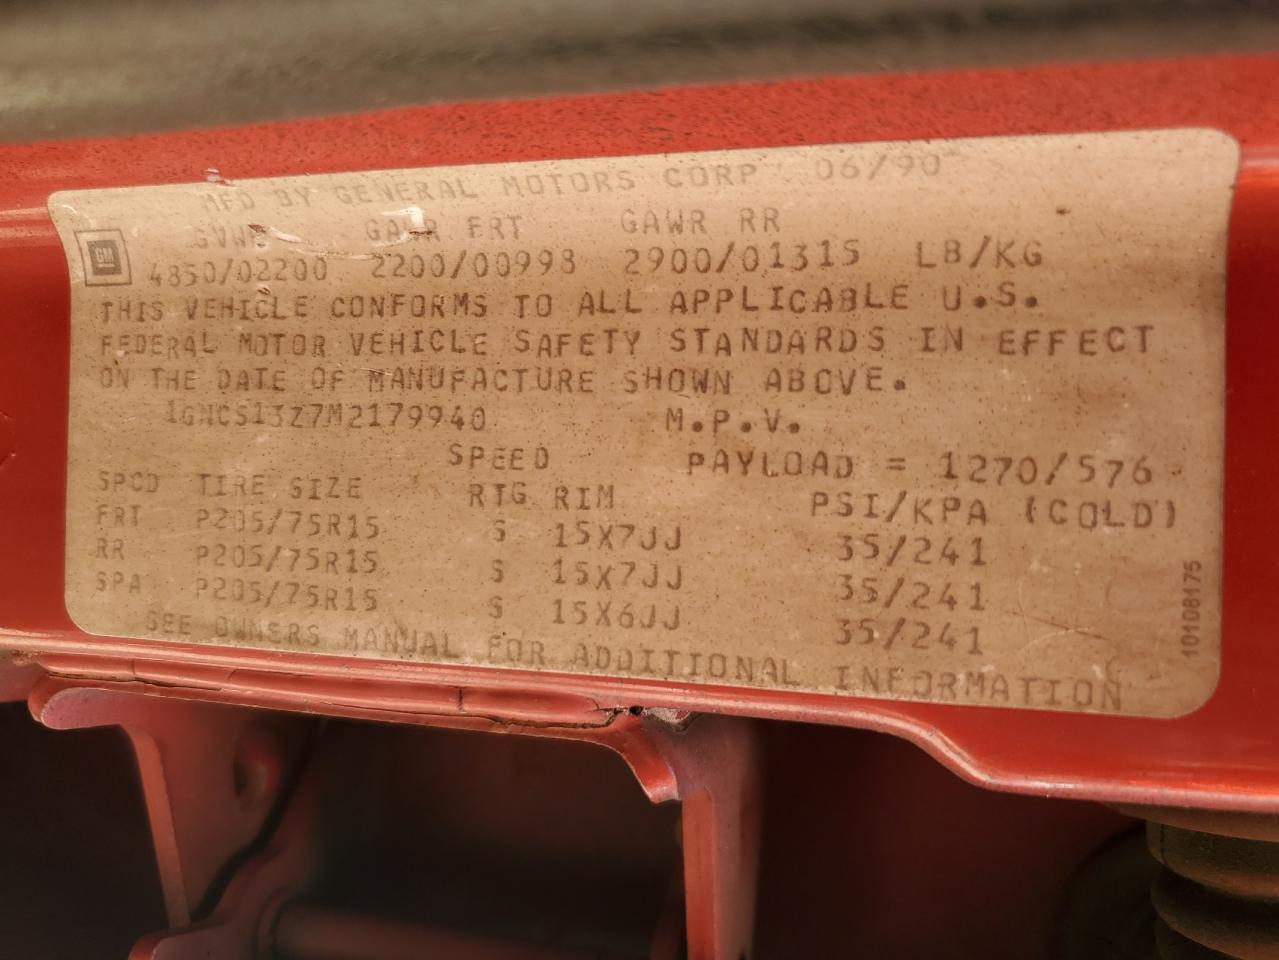 MFD BY GENERAL MOTORS CORP 06/90
GVWR GAWR FRT GAWR RR
GM
4850/02200 2200/00998 2900/01315 LB/KG
THIS VEHICLE CONFORMS TO ALL APPLICABLE U.S.
FEDERAL MOTOR VEHICLE SAFETY STANDARDS IN EFFECT
ON THE DATE OF MANUFACTURE SHOWN ABOVE.
1GNCS13Z7M2179940 M.P.V.
SPEED PAYLOAD = 1270/576
SPCD TIRE SIZE RTG RIM PSI/KPA (COLD)
FRT P205/75R15 S 15X7JJ 35/241
RR P205/75R15 S 15X7JJ 35/241
SPA P205/75R15 S 15X6JJ 35/241
SEE OWNERS MANUAL FOR ADDITIONAL INFORMATION
10108175